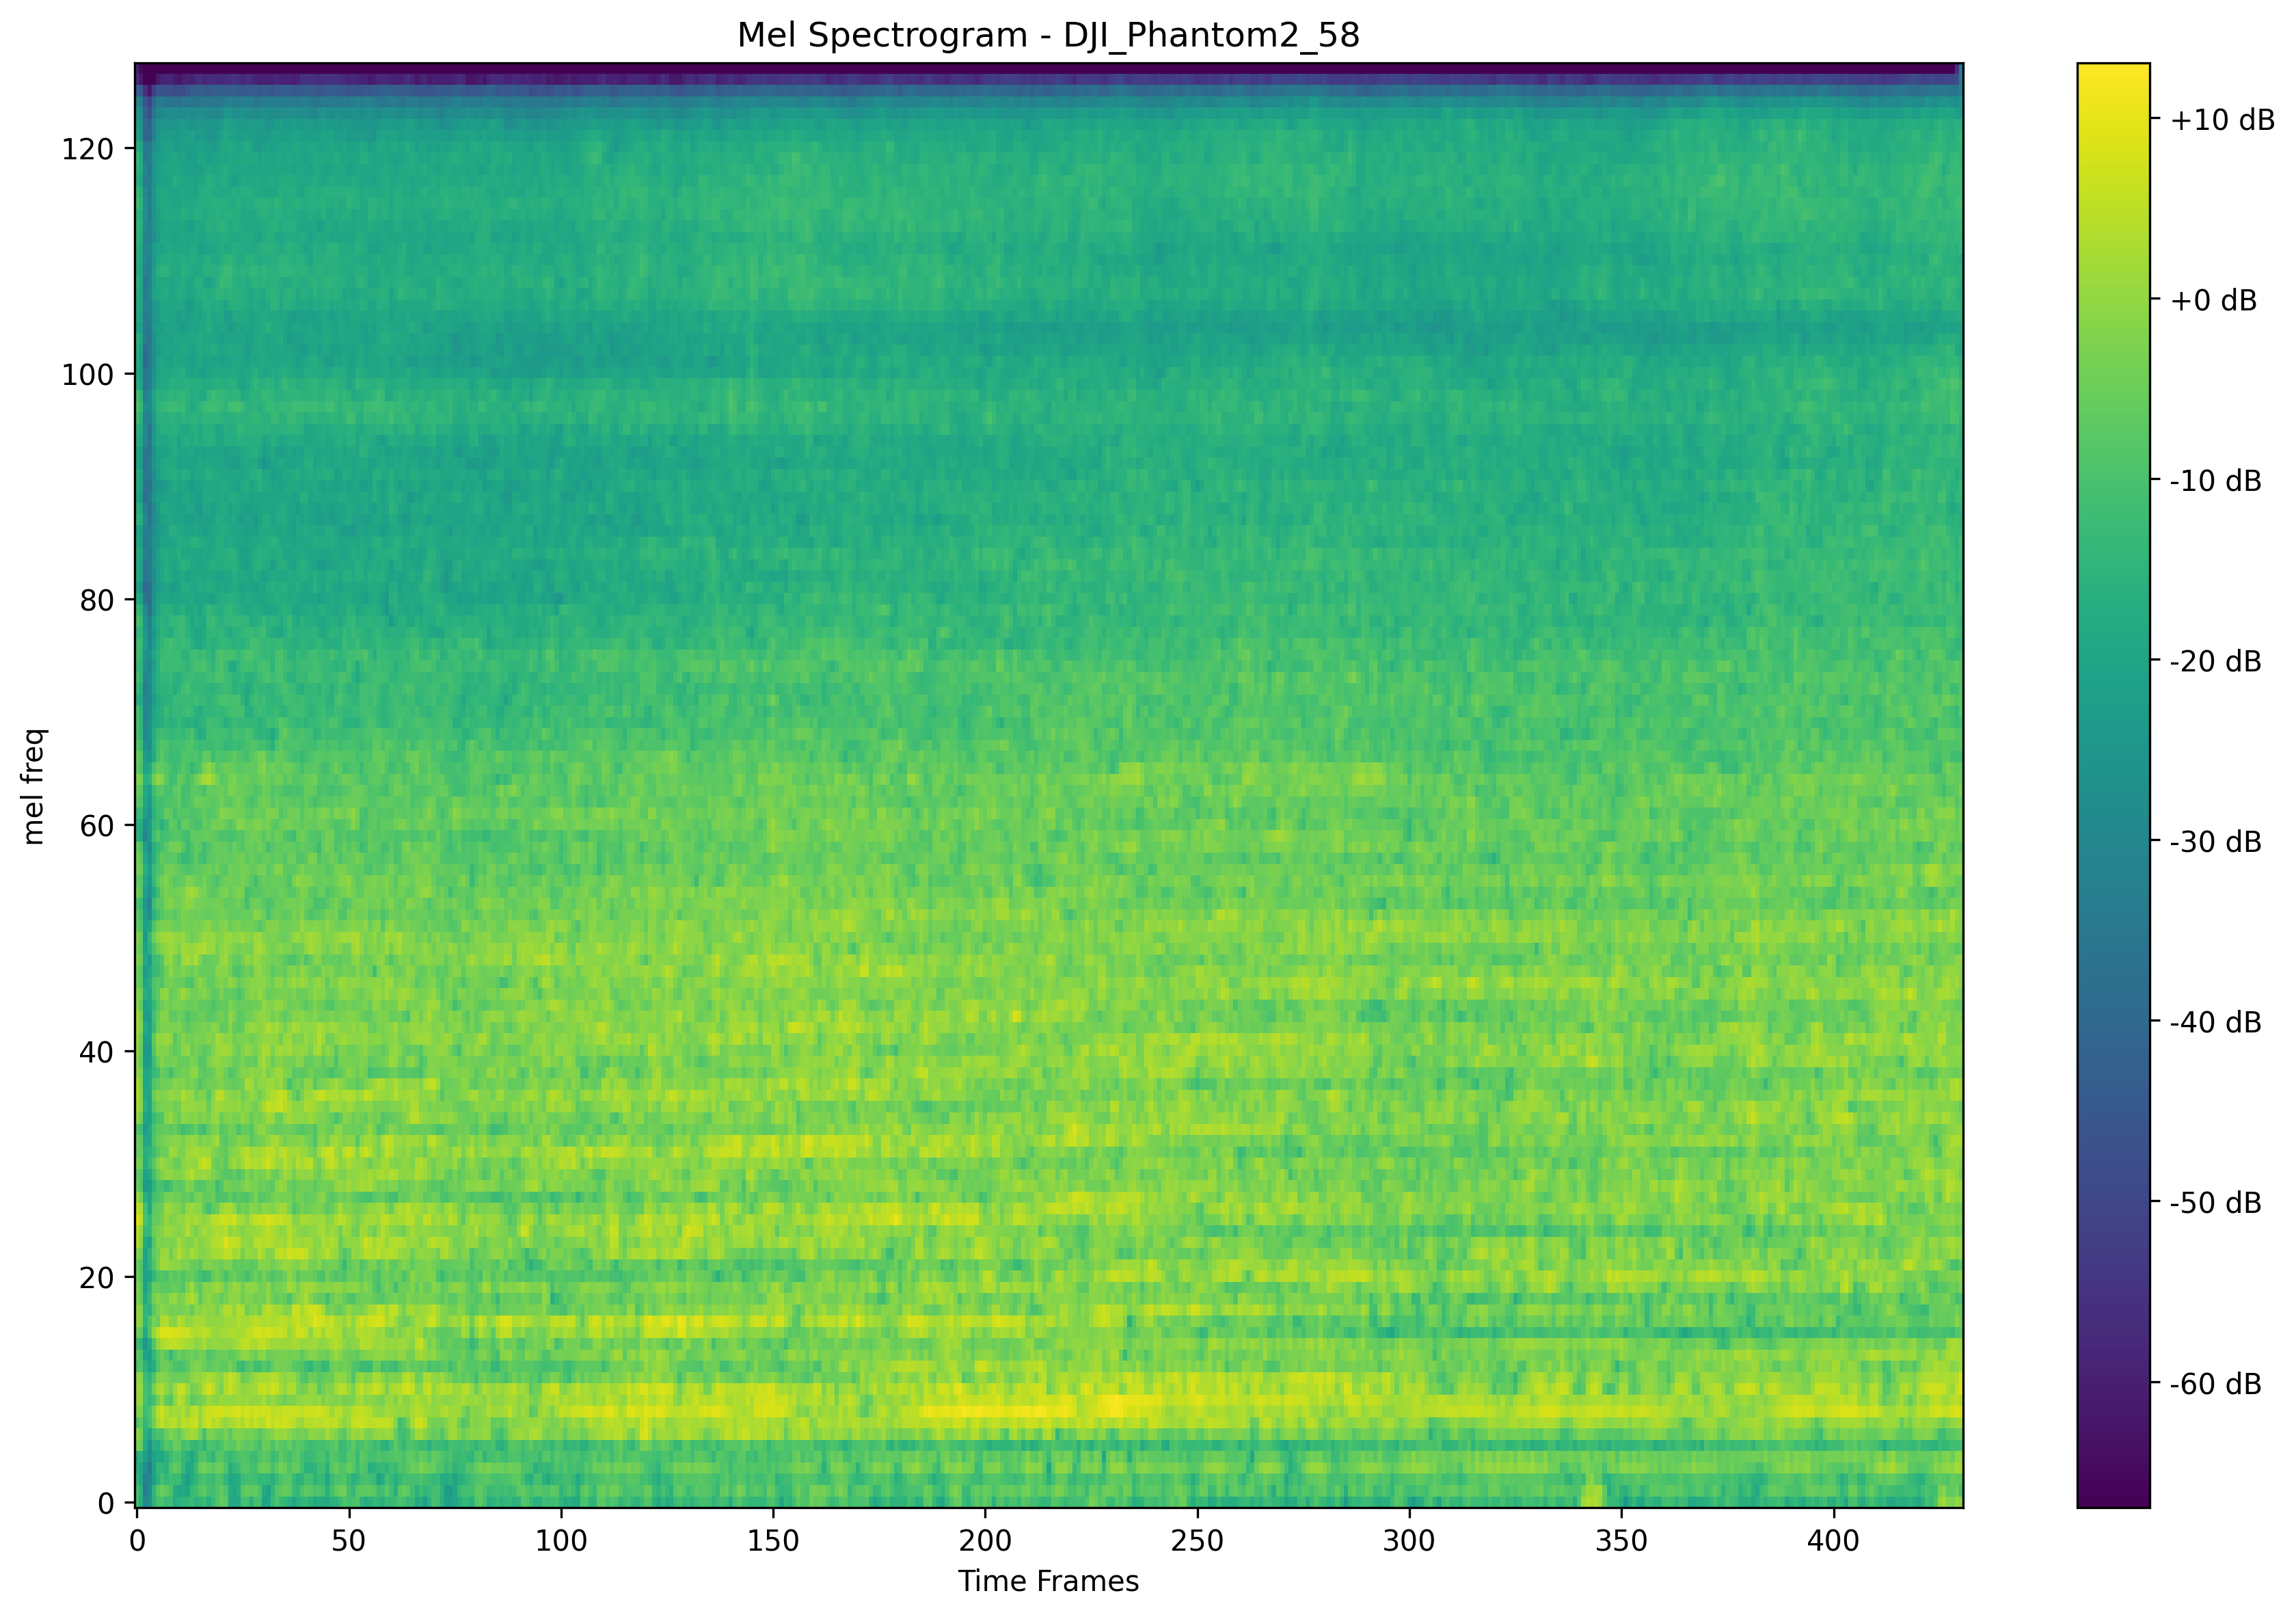 Mel Spectrogram - DJI_Phantom2_58
mel freq
120
100
80
60
40
20
0
0 50 100 150 200 250 300 350 400
Time Frames
+10 dB
+0 dB
-10 dB
-20 dB
-30 dB
-40 dB
-50 dB
-60 dB